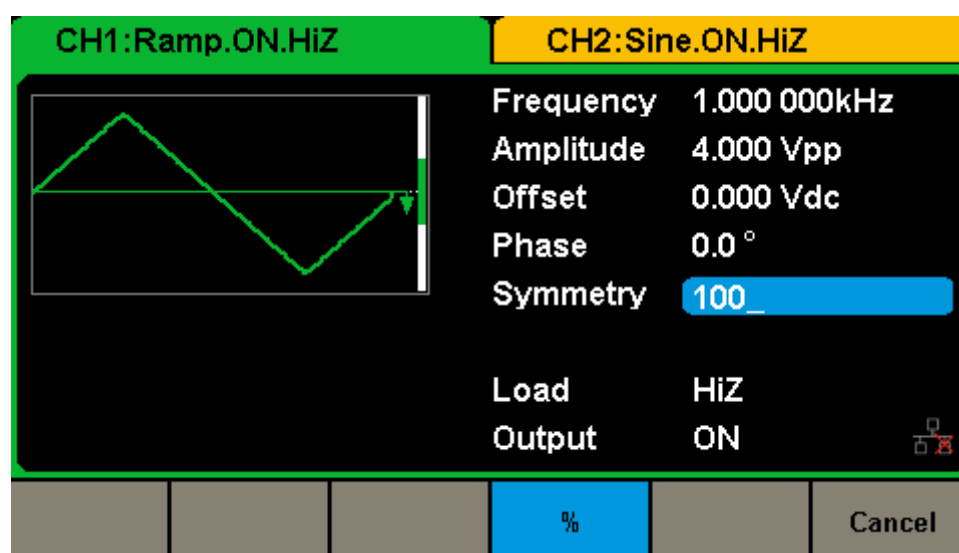 CH1:Ramp.ON.HiZ CH2:Sine.ON.HiZ
Frequency 1.000 000kHz
Amplitude 4.000 Vpp
Offset 0.000 Vdc
Phase 0.0 °
Symmetry 100_
Load HiZ
Output ON
% Cancel